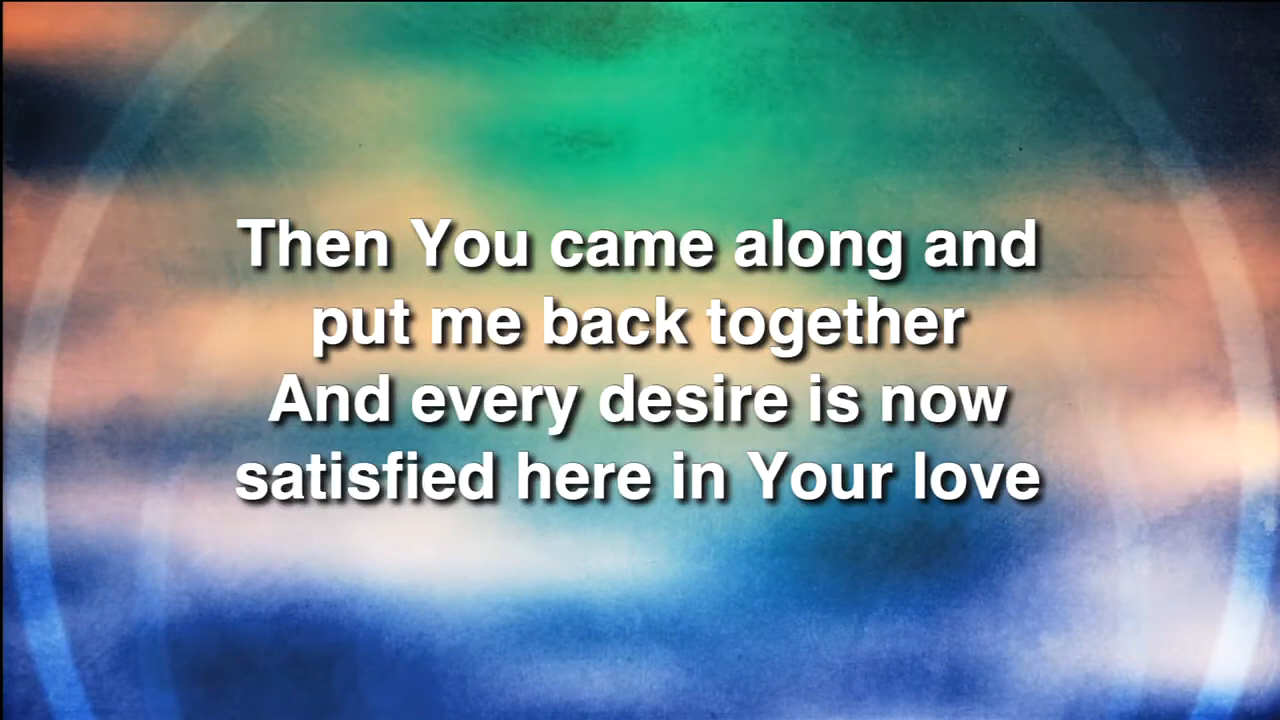 Then You came along and
put me back together
And every desire is now
satisfied here in Your love